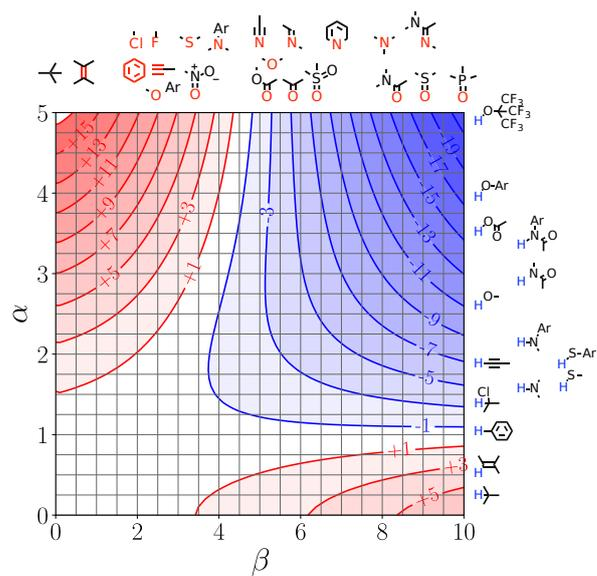 Cl F S Ar N N N N N N N
O Ar N O O O O O S O O N O S O P O
5 +15 +13 +11 +9 +7 +5 +3 +1 -3 -19 -17 -15 -13 -11 -9 -7 -5 -1 +1 +3 +5
4
3
2
1
0
α
0 2 4 6 8 10
β
H O CF3 CF3 CF3
H O-Ar
H O O
Ar H N O
H N O
H O
H N Ar
H
S-Ar H
S H
H N
Cl H
H
H
H